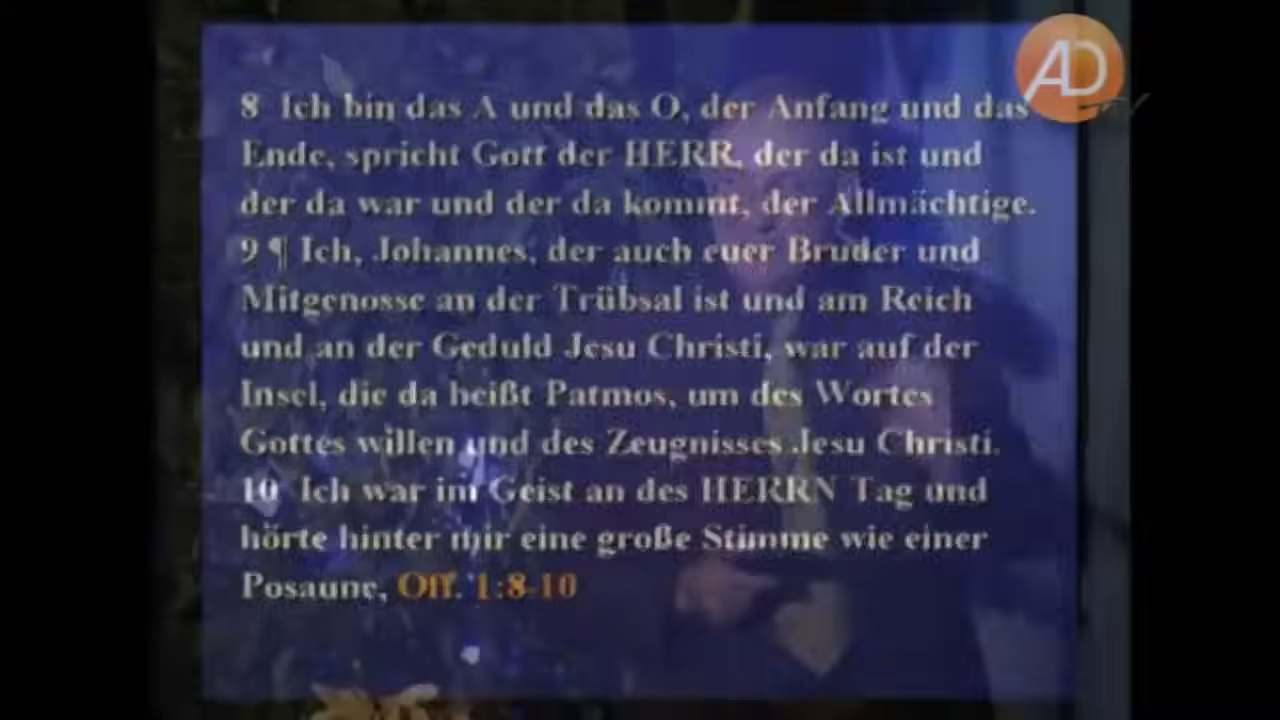 8 Ich bin das A und das O, der Anfang und das
Ende, spricht Gott der HERR, der da ist und
der da war und der da kommt, der Allmächtige.
9 ¶ Ich, Johannes, der auch euer Bruder und
Mitgenosse an der Trübsal ist und am Reich
und an der Geduld Jesu Christi, war auf der
Insel, die da heißt Patmos, um des Wortes
Gottes willen und des Zeugnisses Jesu Christi.
10 Ich war im Geist an des HERRN Tag und
hörte hinter mir eine große Stimme wie einer
Posaune, Off. 1:8-10
AD
TV